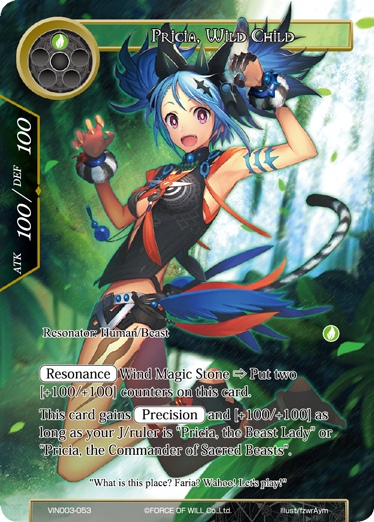 Pricia, Wild Child
ATK 100 / DEF 100
Resonator: Human/Beast
Resonance Wind Magic Stone ⇨ Put two
[+100/+100] counters on this card.
This card gains Precision and [+100/+100] as
long as your J/ruler is "Pricia, the Beast Lady" or
"Pricia, the Commander of Sacred Beasts".
"What is this place? Faria? Wahoo! Let's play!"
VIN003-053 ©FORCE OF WILL Co.,Ltd. Illust/fzwrAym